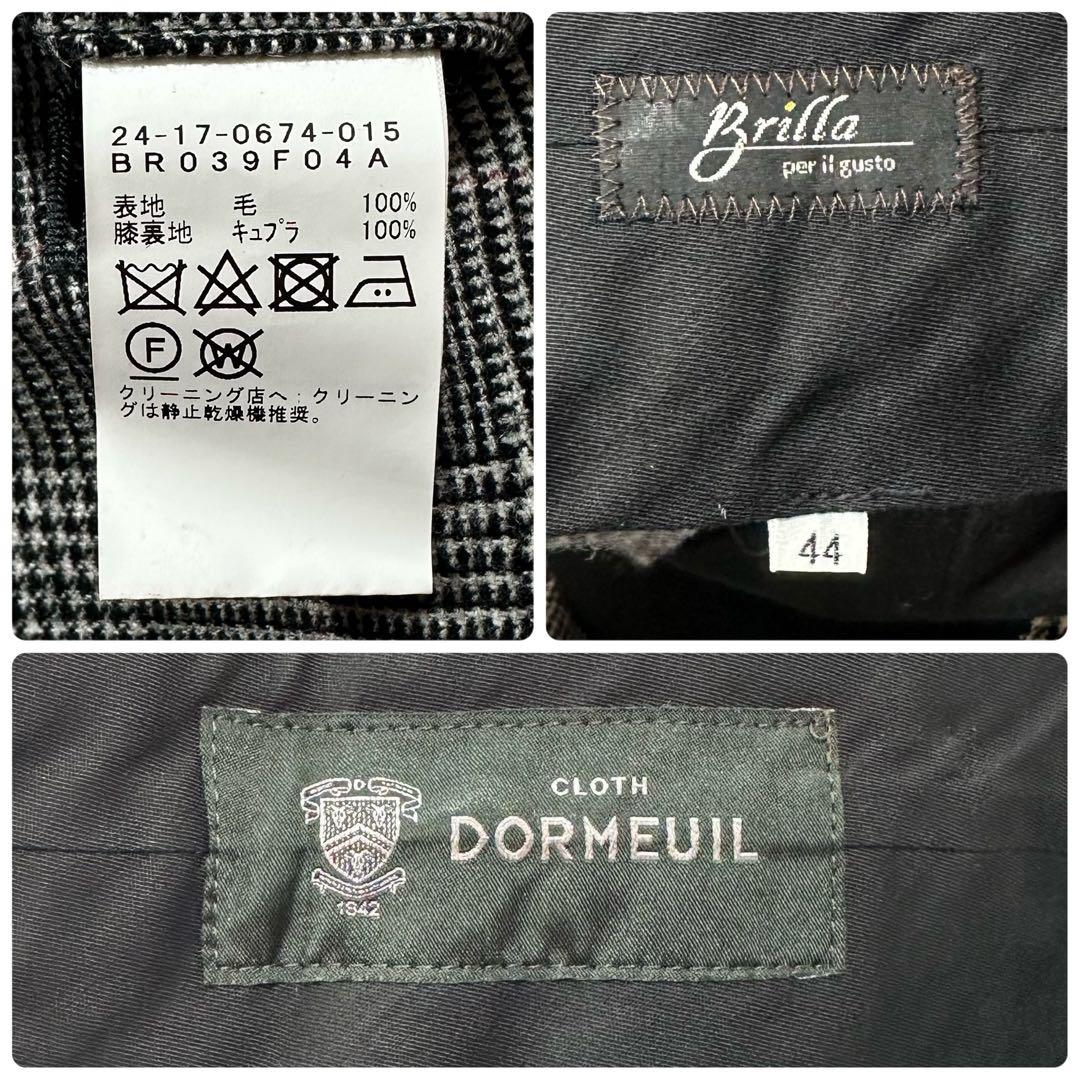 24-17-0674-015
BR039F04A
表地 毛 100%
膝裏地 キュプラ 100%
F
W
クリーニング店へ:クリーニン
グは静止乾燥機推奨。
Brilla
per il gusto
44
D
CLOTH
DORMEUIL
1842